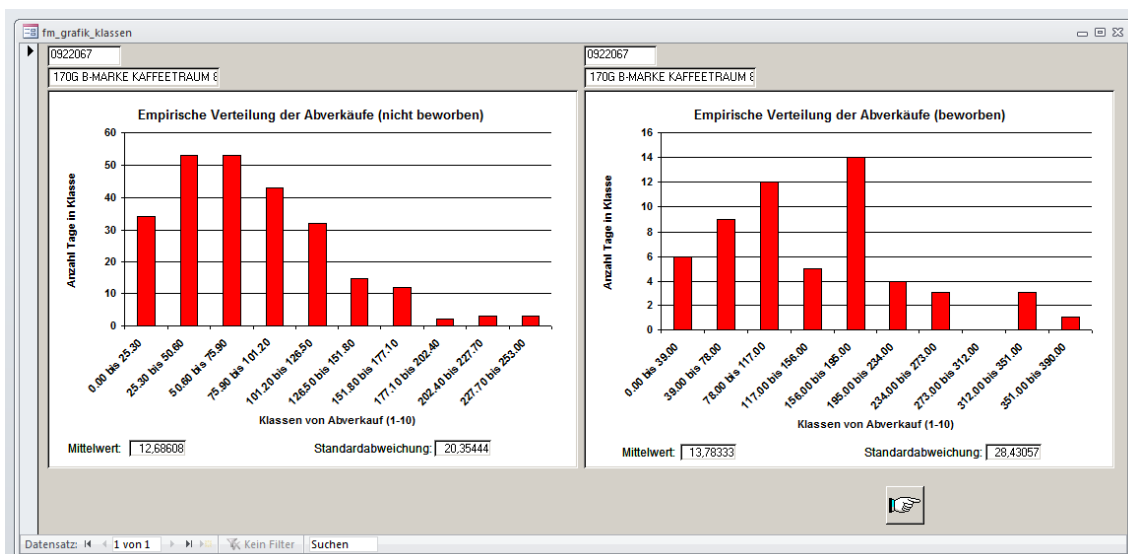 fm_grafik_klassen
0922067
170G B-MARKE KAFFEETRAUM 8
Empirische Verteilung der Abverkäufe (nicht beworben)
60
50
40
30
20
10
0
Anzahl Tage in Klasse
0.00 bis 25.30
25.30 bis 50.60
50.60 bis 75.90
75.90 bis 101.20
101.20 bis 126.50
126.50 bis 151.80
151.80 bis 177.10
177.10 bis 202.40
202.40 bis 227.70
227.70 bis 253.00
Klassen von Abverkauf (1-10)
Mittelwert: 12,68608 Standardabweichung: 20,35444
0922067
170G B-MARKE KAFFEETRAUM 8
Empirische Verteilung der Abverkäufe (beworben)
16
14
12
10
8
6
4
2
0
Anzahl Tage in Klasse
0.00 bis 39.00
39.00 bis 78.00
78.00 bis 117.00
117.00 bis 156.00
156.00 bis 195.00
195.00 bis 234.00
234.00 bis 273.00
273.00 bis 312.00
312.00 bis 351.00
351.00 bis 390.00
Klassen von Abverkauf (1-10)
Mittelwert: 13,78333 Standardabweichung: 28,43057
Datensatz: 1 von 1 Kein Filter Suchen